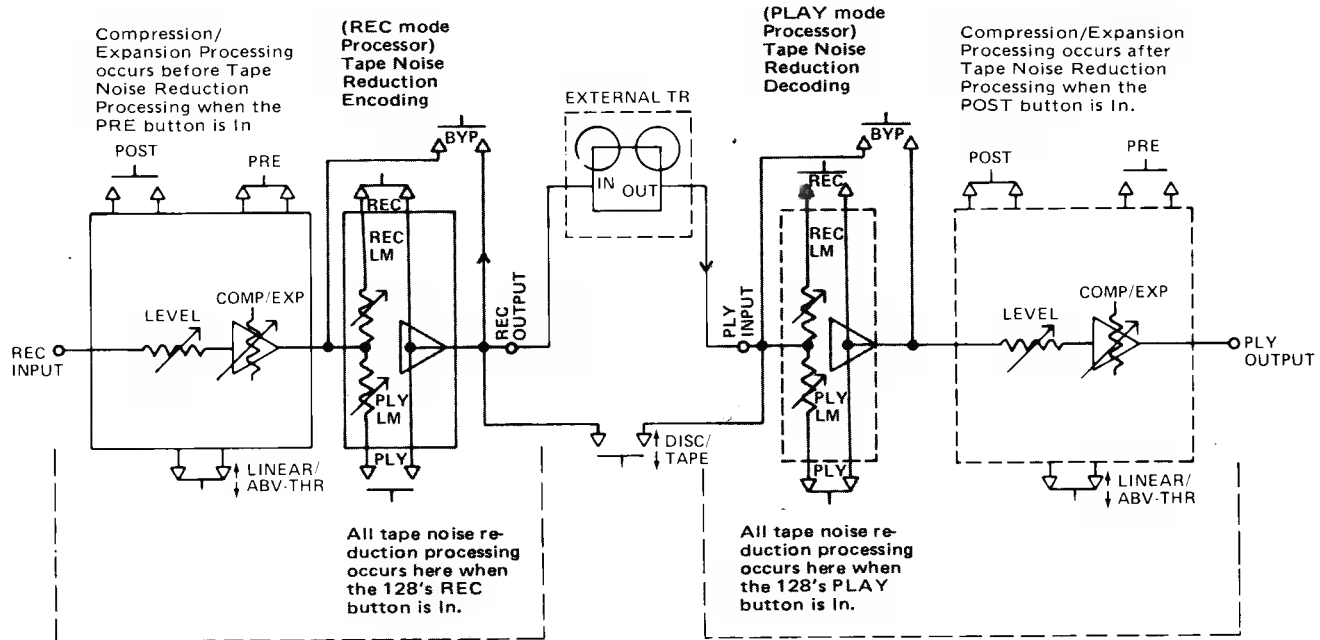 Compression/
Expansion Processing
occurs before Tape
Noise Reduction
Processing when the
PRE button is In
(REC mode
Processor)
Tape Noise
Reduction
Encoding
EXTERNAL TR
IN OUT
(PLAY mode
Processor)
Tape Noise
Reduction
Decoding
Compression/Expansion
Processing occurs after
Tape Noise Reduction
Processing when the
POST button is In.
POST
PRE
BYP
REC
REC
LM
PLY
LM
PLY
LEVEL
COMP/EXP
REC
INPUT
REC
OUTPUT
LINEAR/
ABV-THR
DISC/
TAPE
PLY
INPUT
BYP
REC
REC
LM
PLY
LM
PLY
POST
PRE
LEVEL
COMP/EXP
PLY
OUTPUT
LINEAR/
ABV-THR
All tape noise re-
duction processing
occurs here when
the 128's REC
button is In.
All tape noise re-
duction processing
occurs here when
the 128's PLAY
button is In.